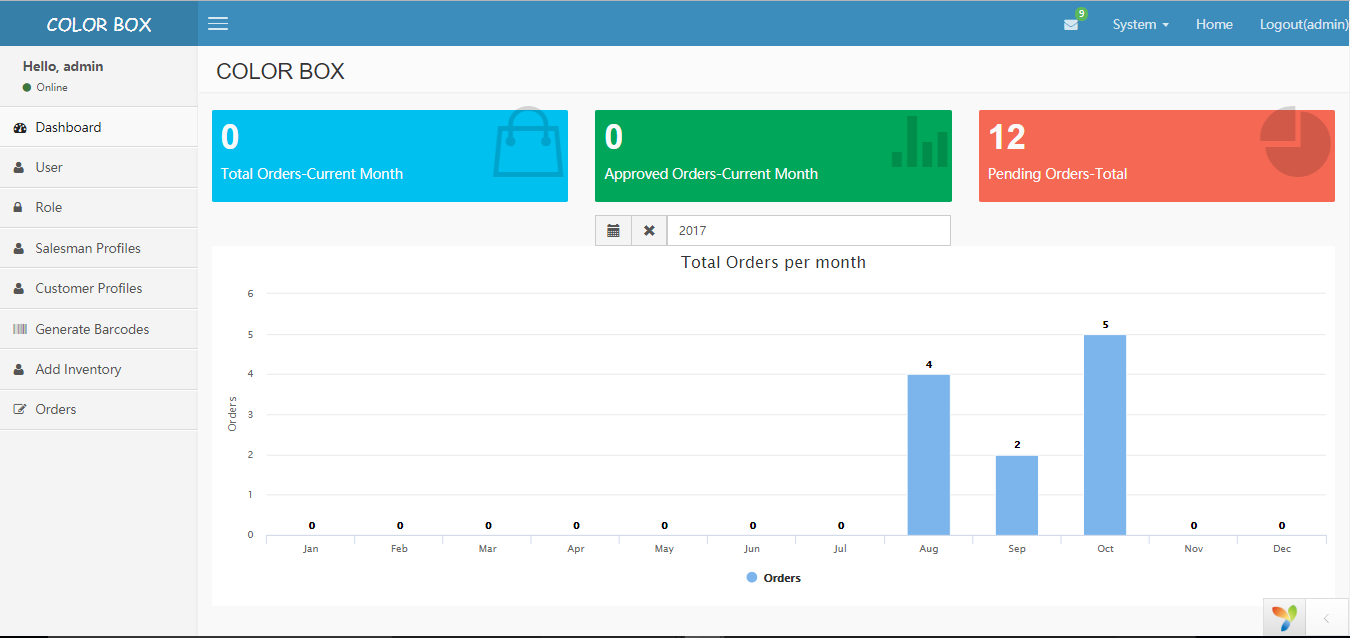 COLOR BOX
9
System
Home
Logout(admin)
Hello, admin
Online
Dashboard
User
Role
Salesman Profiles
Customer Profiles
Generate Barcodes
Add Inventory
Orders
COLOR BOX
0
Total Orders-Current Month
0
Approved Orders-Current Month
12
Pending Orders-Total
2017
Total Orders per month
Orders
6
5
4
3
2
1
0
0 0 0 0 0 0 0 4 2 5 0 0
Jan Feb Mar Apr May Jun Jul Aug Sep Oct Nov Dec
Orders